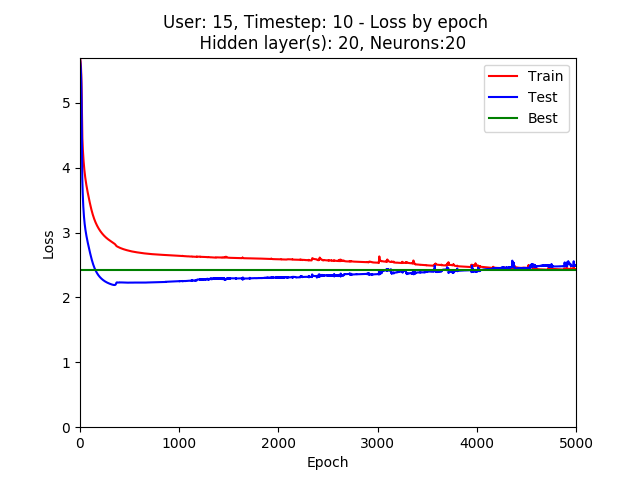 User: 15, Timestep: 10 - Loss by epoch
Hidden layer(s): 20, Neurons:20
Train
Test
Best
5
4
3
2
1
0
Loss
0 1000 2000 3000 4000 5000
Epoch